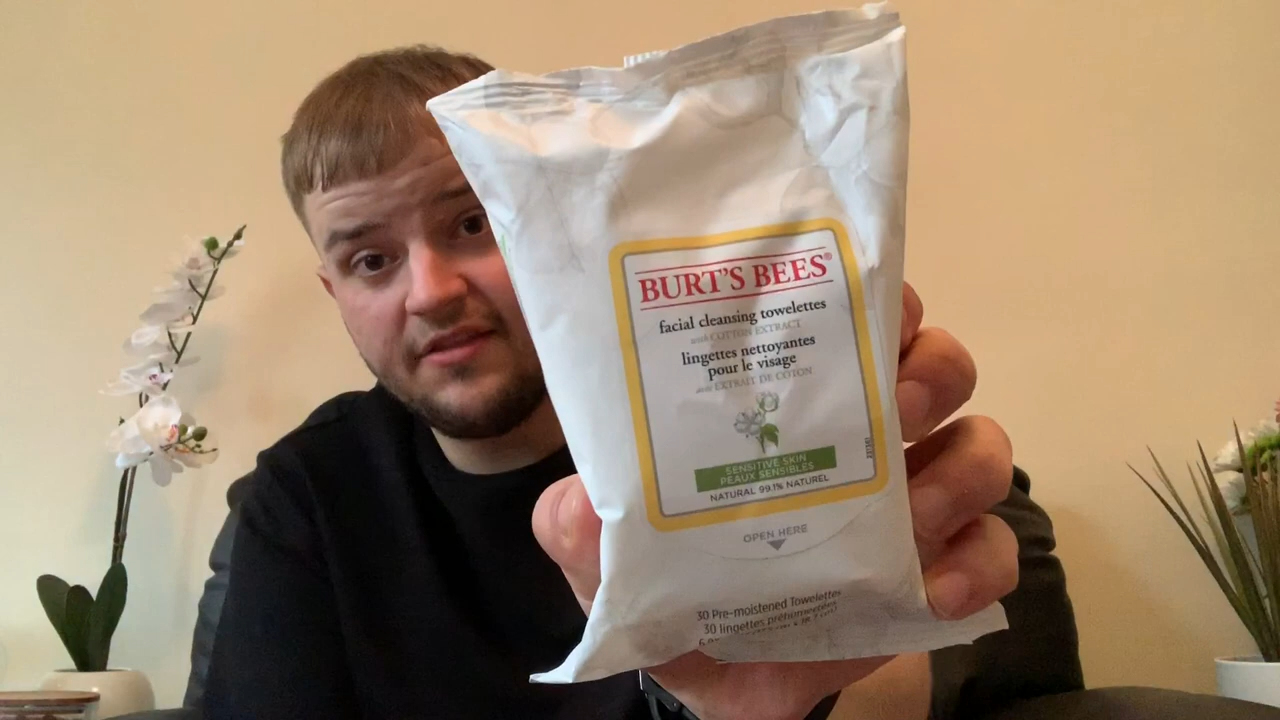 BURT'S BEES®
facial cleansing towelettes
with COTTON EXTRACT
lingettes nettoyantes
pour le visage
avec EXTRAIT DE COTON
SENSITIVE SKIN
PEAUX SENSIBLES
NATURAL 99.1% NATUREL
OPEN HERE
30 Pre-moistened Towelettes
30 lingettes préhumectées